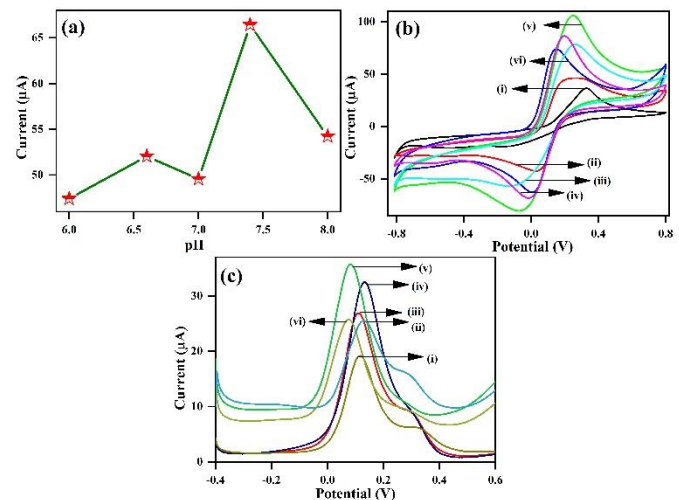 (a)
Current (µA)
65
60
55
50
6.0 6.5 7.0 7.5 8.0
pH
(b)
Current (µA)
100
50
0
-50
-0.8 -0.4 0.0 0.4 0.8
Potential (V)
(v)
(vi)
(i)
(ii)
(iii)
(iv)
(c)
Current (µA)
30
20
10
0
-0.4 -0.2 0.0 0.2 0.4 0.6
Potential (V)
(v)
(iv)
(iii)
(vi)
(ii)
(i)